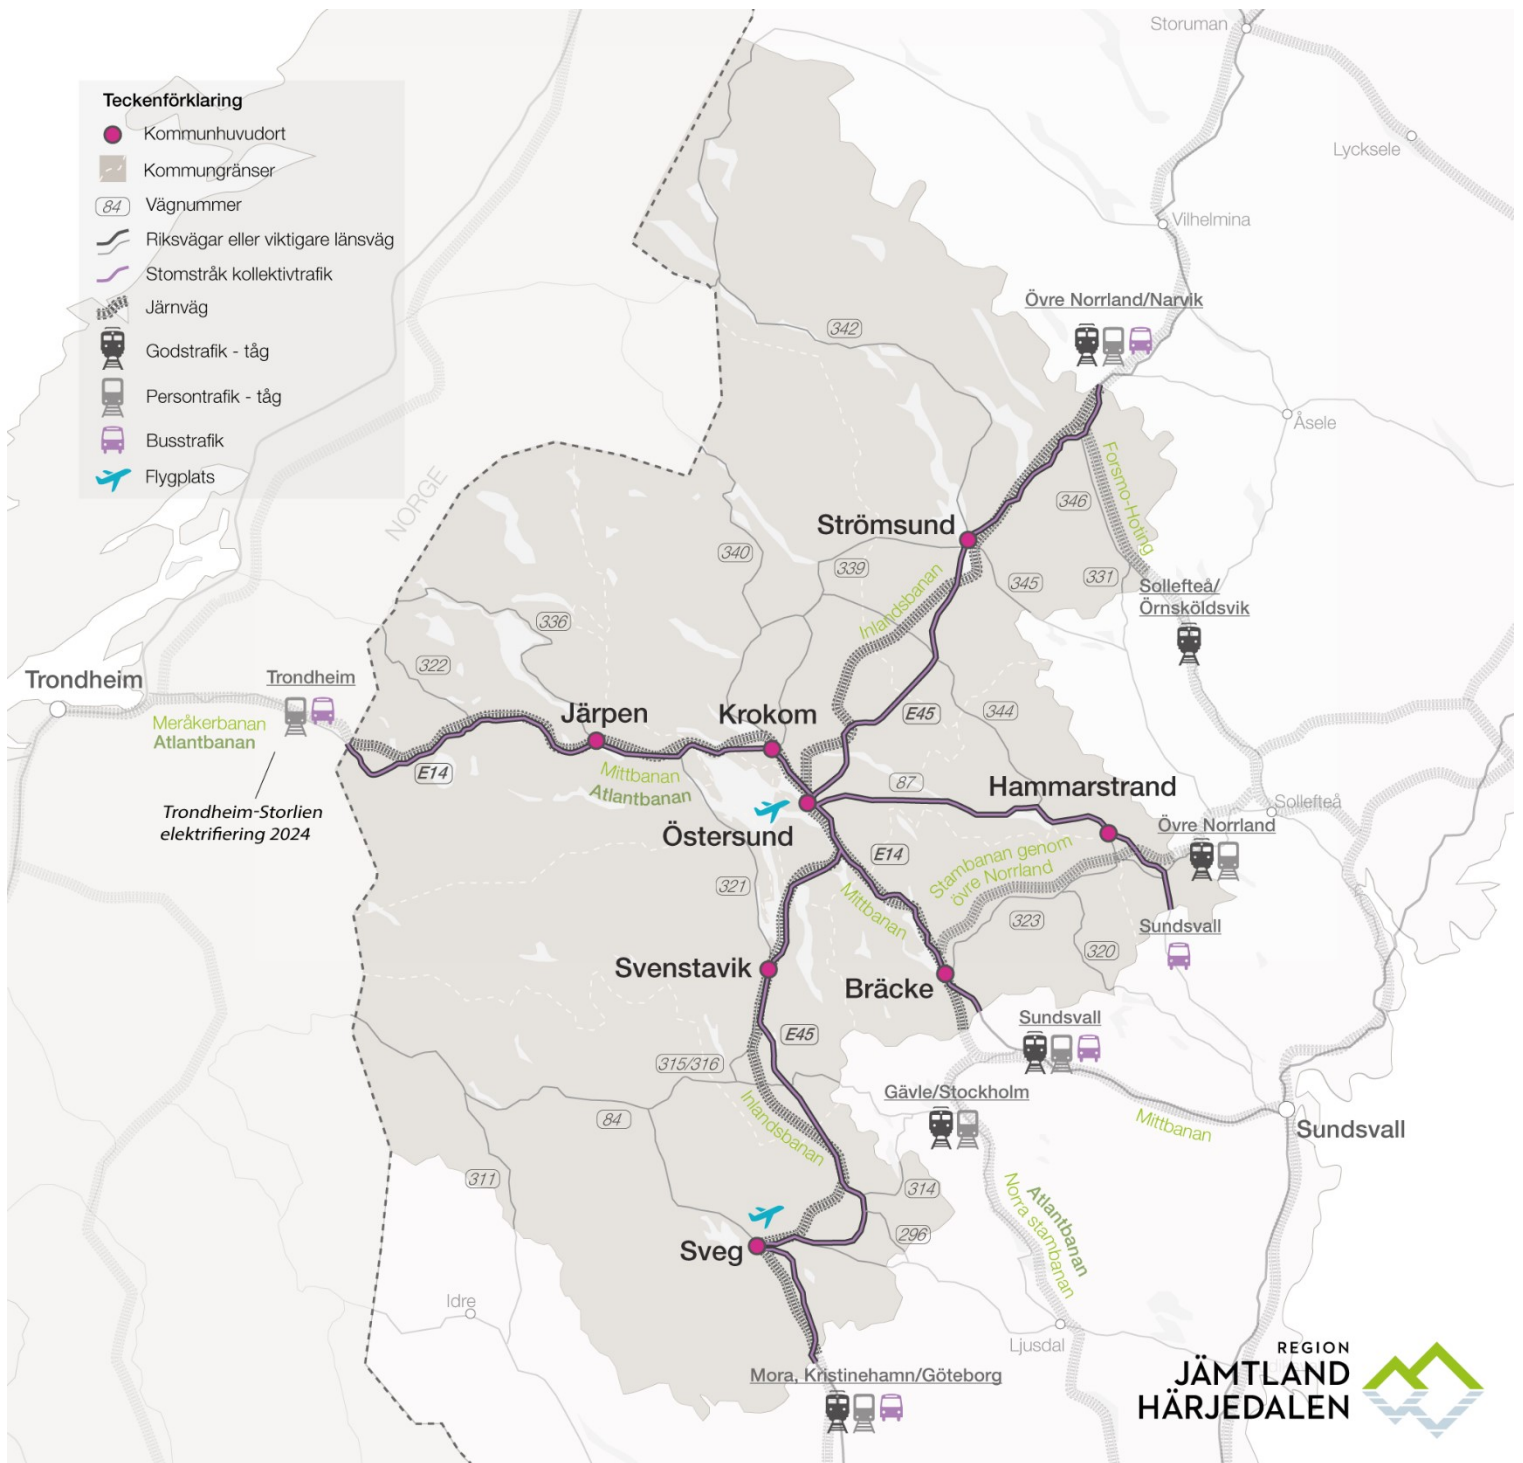 Storuman
Teckenförklaring
Kommunhuvudort
Kommungränser
84 Vägnummer
Riksvägar eller viktigare länsväg
Stomstråk kollektivtrafik
Järnväg
Godstrafik - tåg
Persontrafik - tåg
Busstrafik
Flygplats
Lycksele
Vilhelmina
Övre Norrland/Narvik
342
Åsele
NORGE
Forsmo-Hoting
346
Strömsund
340
339
345
331
Inlandsbanan
Sollefteå/
Örnsköldsvik
336
322
Trondheim
Trondheim
Meråkerbanan
Atlantbanan
Järpen
Krokom
E45
344
E14
Mittbanan
Atlantbanan
87
Hammarstrand
Trondheim-Storlien
elektrifiering 2024
Sollefteå
Östersund
Övre Norrland
E14
Stambanan genom
övre Norrland
321
Mittbanan
323
Sundsvall
320
Svenstavik
Bräcke
Sundsvall
E45
315/316
Gävle/Stockholm
84
Inlandsbanan
Mittbanan
Sundsvall
311
314
Atlantbanan
Norra stambanan
296
Sveg
Idre
Ljusdal
Mora, Kristinehamn/Göteborg
REGION
JÄMTLAND
HÄRJEDALEN